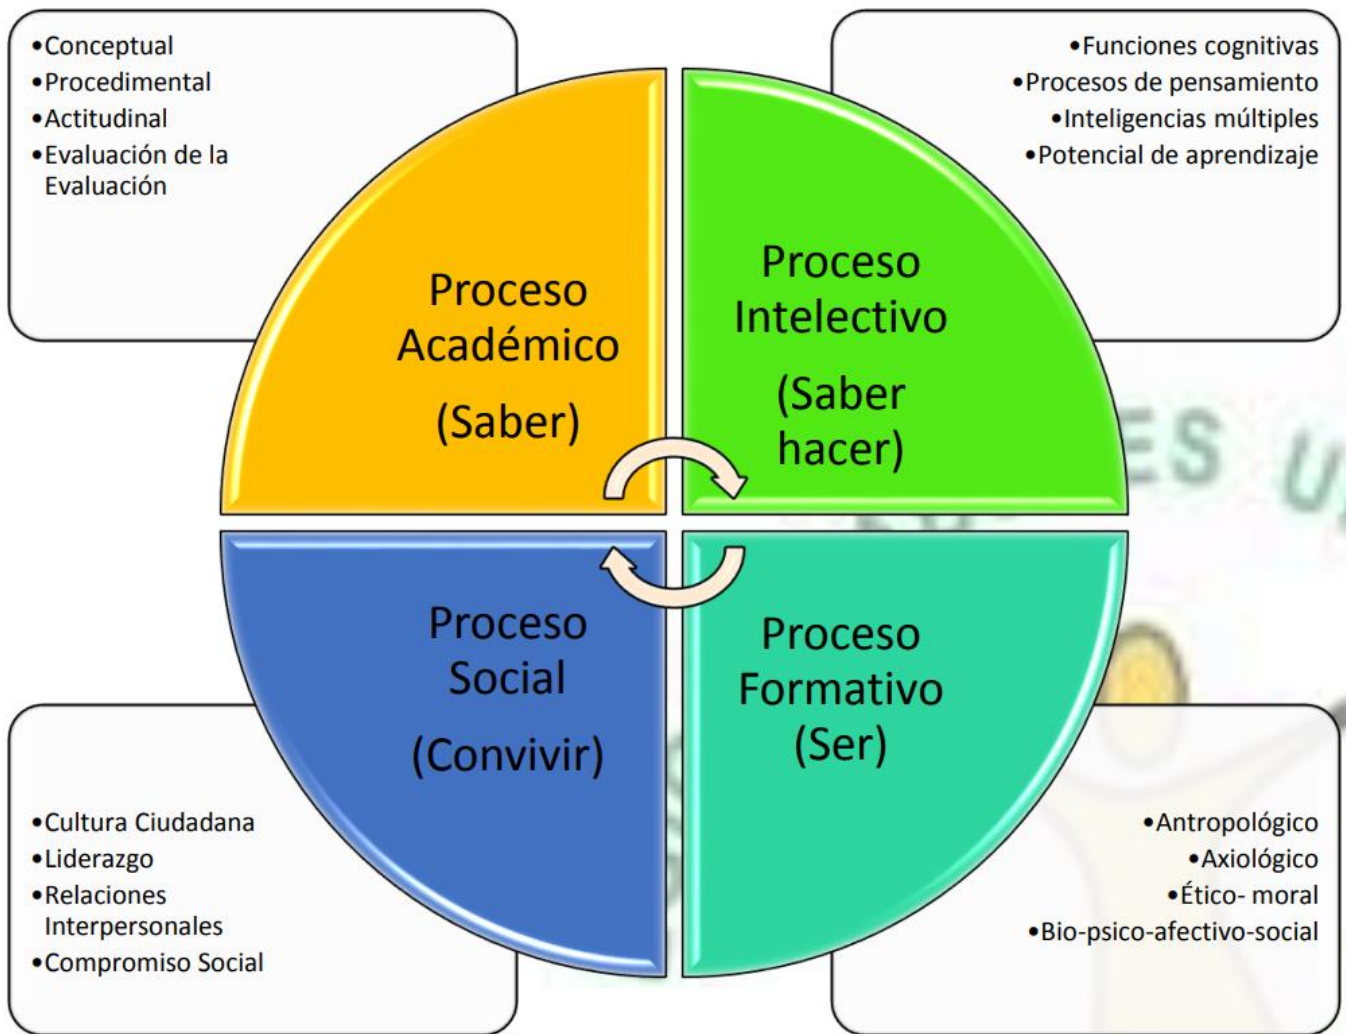 •Conceptual
•Procedimental
•Actitudinal
•Evaluación de la
Evaluación
•Funciones cognitivas
•Procesos de pensamiento
•Inteligencias múltiples
•Potencial de aprendizaje
Proceso
Académico
(Saber)
Proceso
Intelectivo
(Saber
hacer)
Proceso
Social
(Convivir)
Proceso
Formativo
(Ser)
•Cultura Ciudadana
•Liderazgo
•Relaciones
Interpersonales
•Compromiso Social
•Antropológico
•Axiológico
•Ético- moral
•Bio-psico-afectivo-social